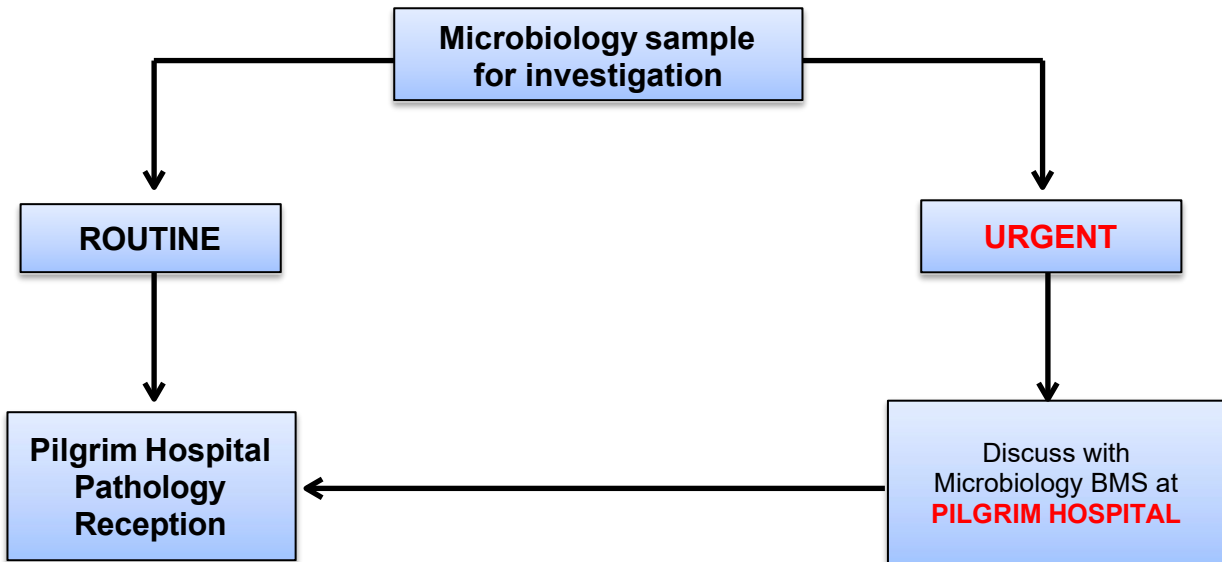 Microbiology sample
for investigation
ROUTINE
URGENT
Pilgrim Hospital
Pathology
Reception
Discuss with
Microbiology BMS at
PILGRIM HOSPITAL